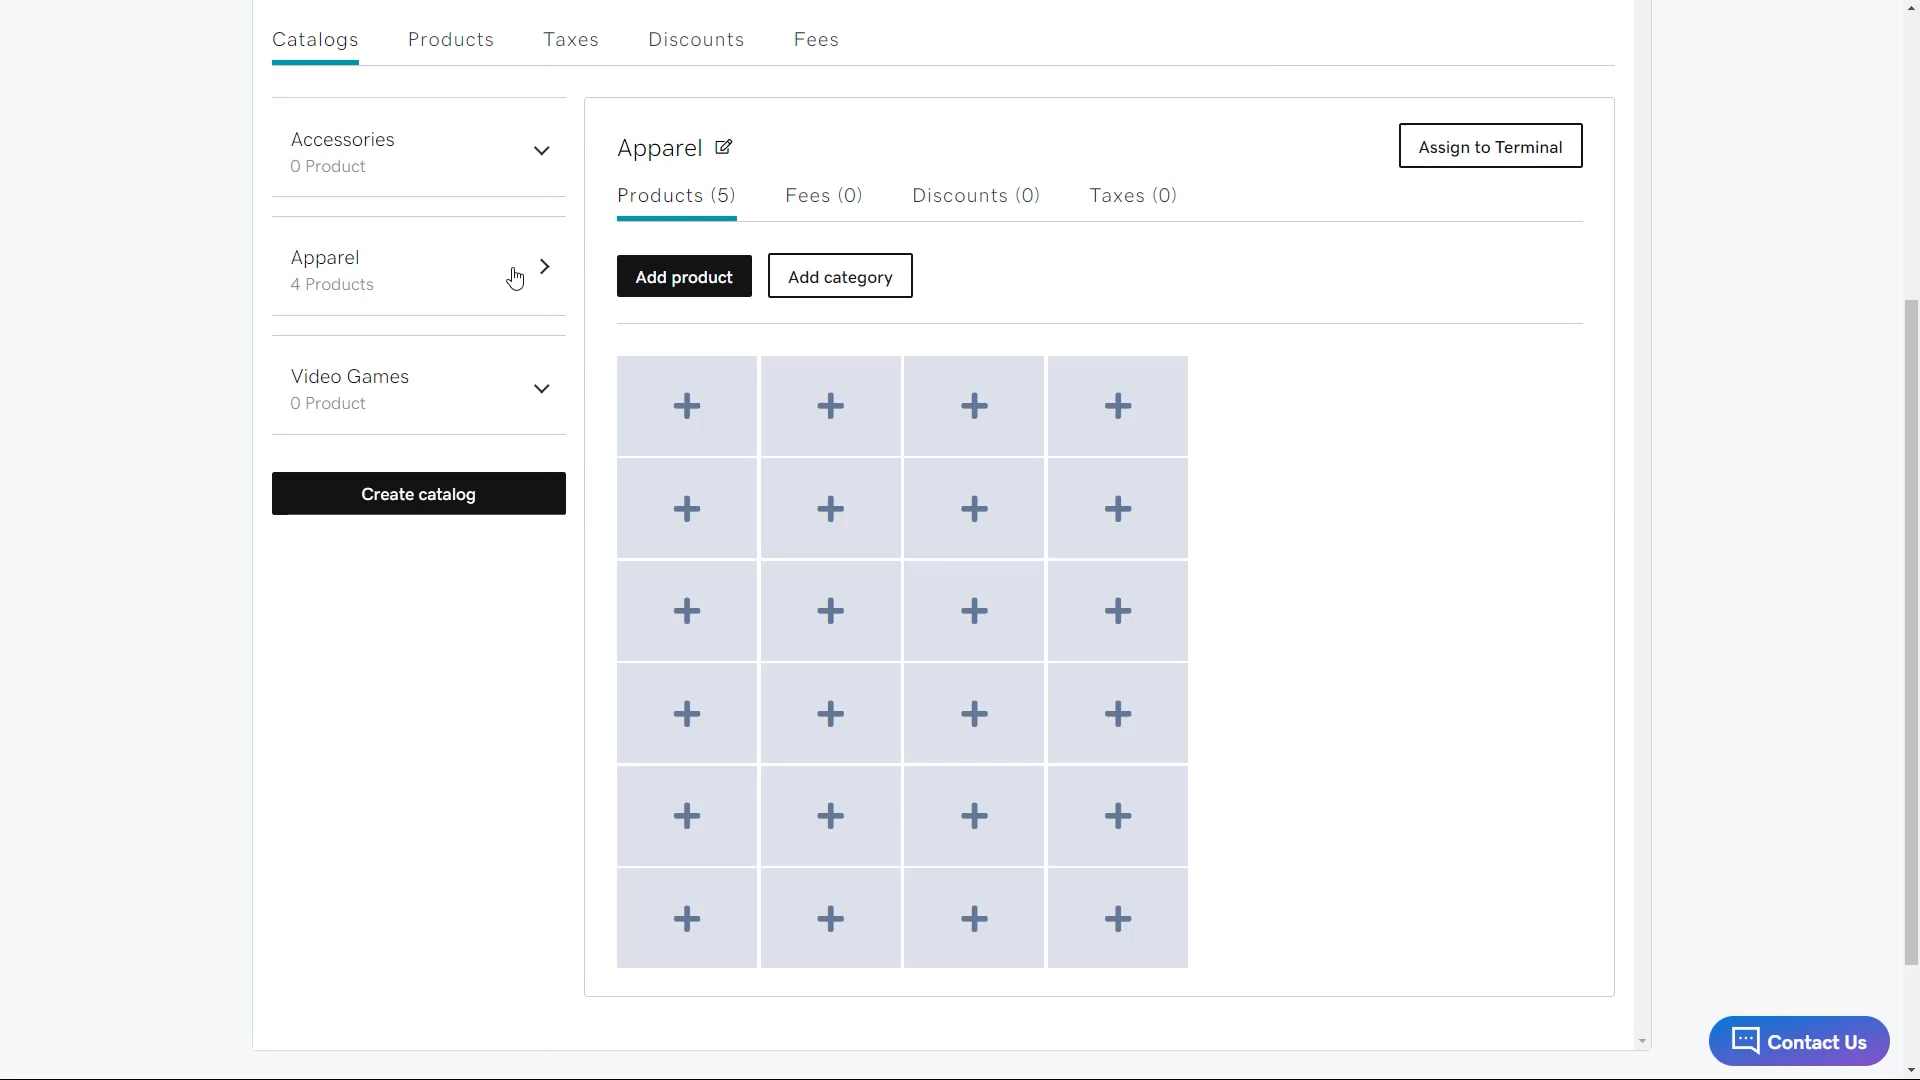 Catalogs Products Taxes Discounts Fees
Accessories
0 Product
Apparel
4 Products
Video Games
0 Product
Create catalog
Apparel
Assign to Terminal
Products (5) Fees (0) Discounts (0) Taxes (0)
Add product Add category
Contact Us